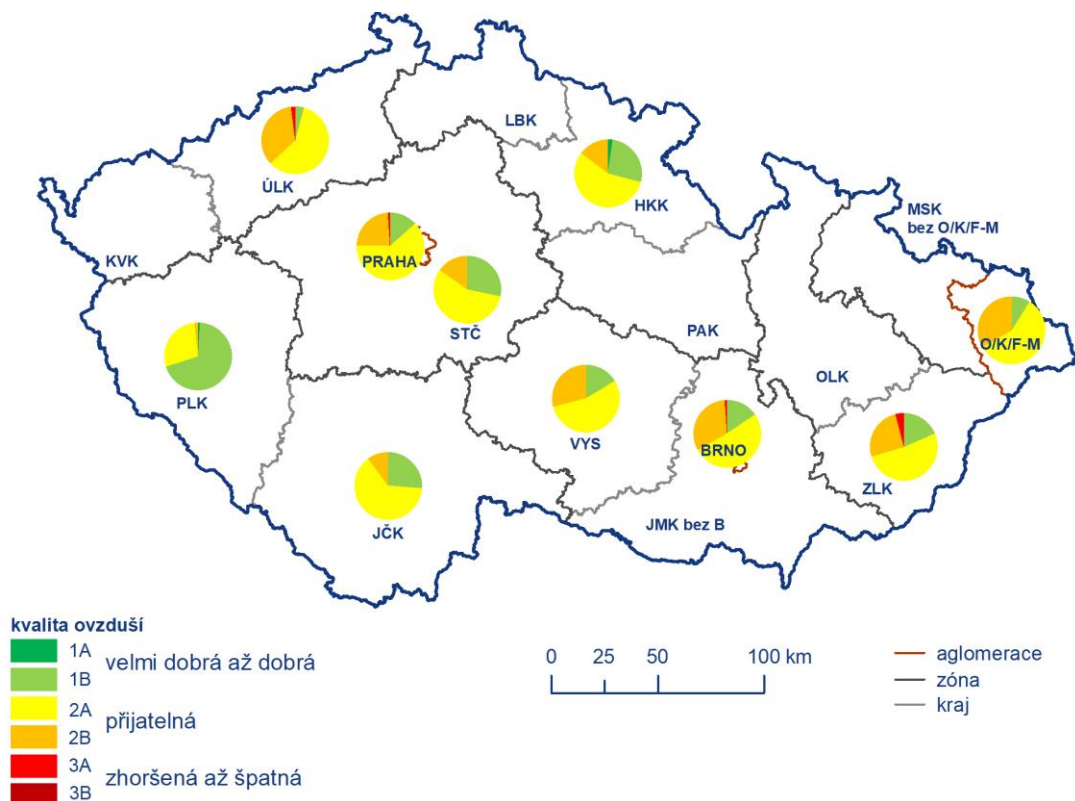 LBK
ÚLK
HKK
MSK
bez O/K/F-M
KVK
PRAHA
STČ
PAK
O/K/F-M
PLK
OLK
VYS
BRNO
ZLK
JČK
JMK bez B
kvalita ovzduší
1A
velmi dobrá až dobrá
1B
2A
přijatelná
2B
3A
zhoršená až špatná
3B
0 25 50 100 km
aglomerace
zóna
kraj